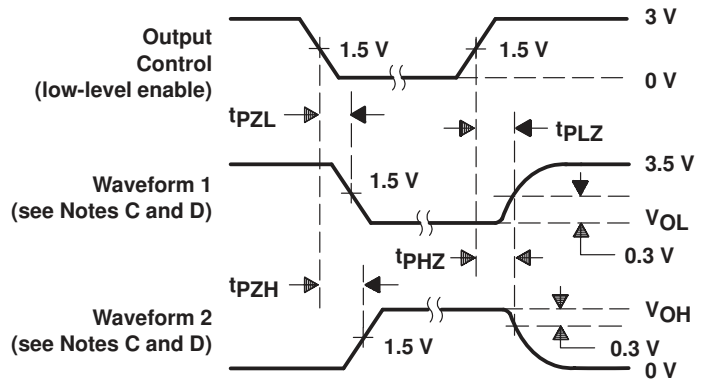 Output
Control
(low-level enable)
3 V
1.5 V
1.5 V
0 V
tPZL
tPLZ
Waveform 1
(see Notes C and D)
3.5 V
1.5 V
VOL
0.3 V
tPHZ
tPZH
Waveform 2
(see Notes C and D)
VOH
1.5 V
0.3 V
0 V